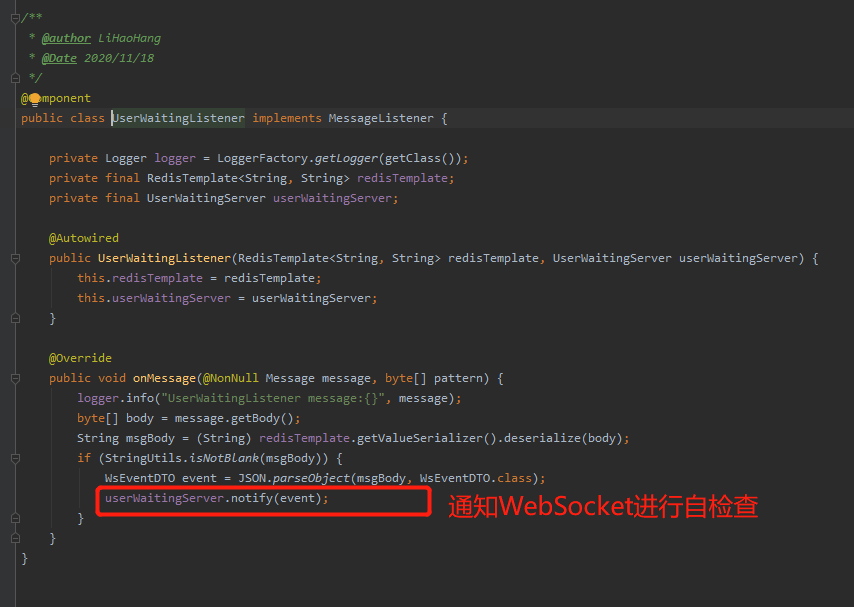 /**
 * @author LiHaoHang
 * @Date 2020/11/18
 */
@Component
public class UserWaitingListener implements MessageListener {
private Logger logger = LoggerFactory.getLogger(getClass());
private final RedisTemplate<String, String> redisTemplate;
private final UserWaitingServer userWaitingServer;
@Autowired
public UserWaitingListener(RedisTemplate<String, String> redisTemplate, UserWaitingServer userWaitingServer) {
this.redisTemplate = redisTemplate;
this.userWaitingServer = userWaitingServer;
}
@Override
public void onMessage(@NonNull Message message, byte[] pattern) {
logger.info("UserWaitingListener message:{}", message);
byte[] body = message.getBody();
String msgBody = (String) redisTemplate.getValueSerializer().deserialize(body);
if (StringUtils.isNotBlank(msgBody)) {
WsEventDTO event = JSON.parseObject(msgBody, WsEventDTO.class);
userWaitingServer.notify(event); 通知WebSocket进行自检查
}
}
}